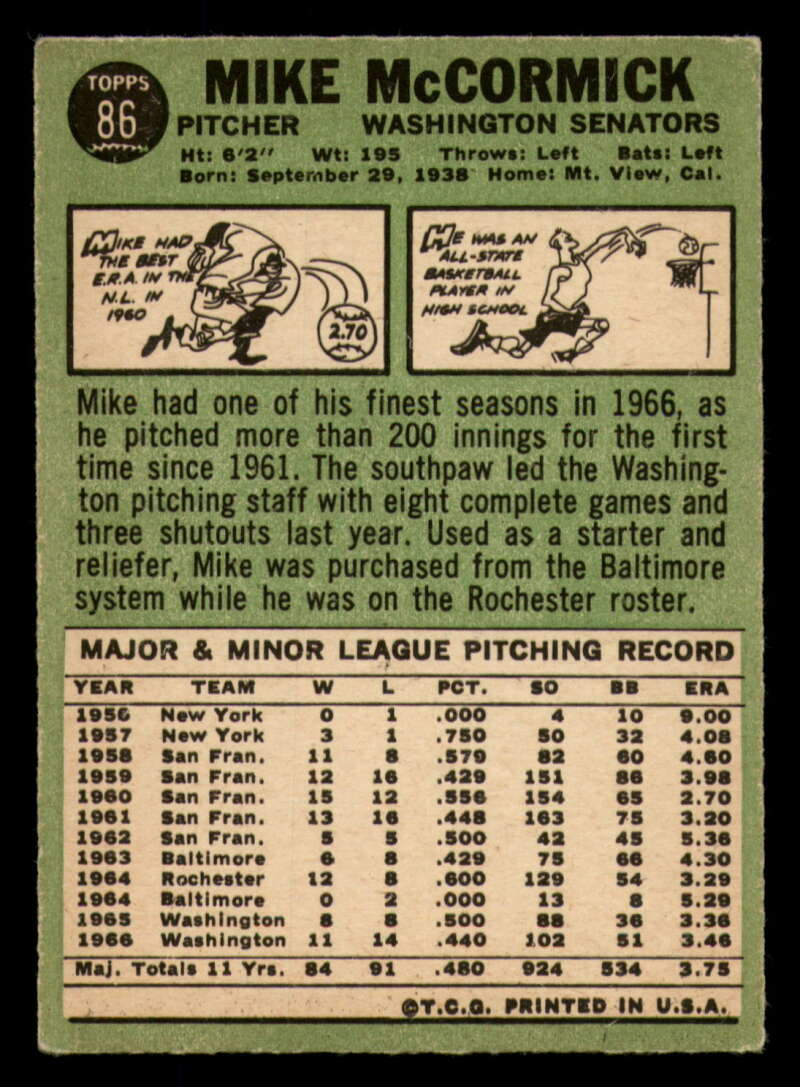 TOPPS
86
MIKE McCORMICK
PITCHER WASHINGTON SENATORS
Ht: 6'2" Wt: 195 Throws: Left Bats: Left
Born: September 29, 1938 Home: Mt. View, Cal.
MIKE HAD
THE BEST
E.R.A. IN THE
N.L. IN
1960
2.70
HE WAS AN
ALL-STATE
BASKETBALL
PLAYER IN
HIGH SCHOOL
Mike had one of his finest seasons in 1966, as
he pitched more than 200 innings for the first
time since 1961. The southpaw led the Washing-
ton pitching staff with eight complete games and
three shutouts last year. Used as a starter and
reliefer, Mike was purchased from the Baltimore
system while he was on the Rochester roster.
MAJOR & MINOR LEAGUE PITCHING RECORD
YEAR TEAM W L PCT. SO BB ERA
1956 New York 0 1 .000 4 10 9.00
1957 New York 3 1 .750 50 32 4.08
1958 San Fran. 11 8 .579 82 60 4.60
1959 San Fran. 12 16 .429 151 86 3.98
1960 San Fran. 15 12 .556 154 65 2.70
1961 San Fran. 13 16 .448 163 75 3.20
1962 San Fran. 5 5 .500 42 45 5.36
1963 Baltimore 6 8 .429 75 66 4.30
1964 Rochester 12 8 .600 129 54 3.29
1964 Baltimore 0 2 .000 13 8 5.29
1965 Washington 8 8 .500 88 36 3.36
1966 Washington 11 14 .440 102 51 3.46
Maj. Totals 11 Yrs. 84 91 .480 924 534 3.75
©T.C.G. PRINTED IN U.S.A.